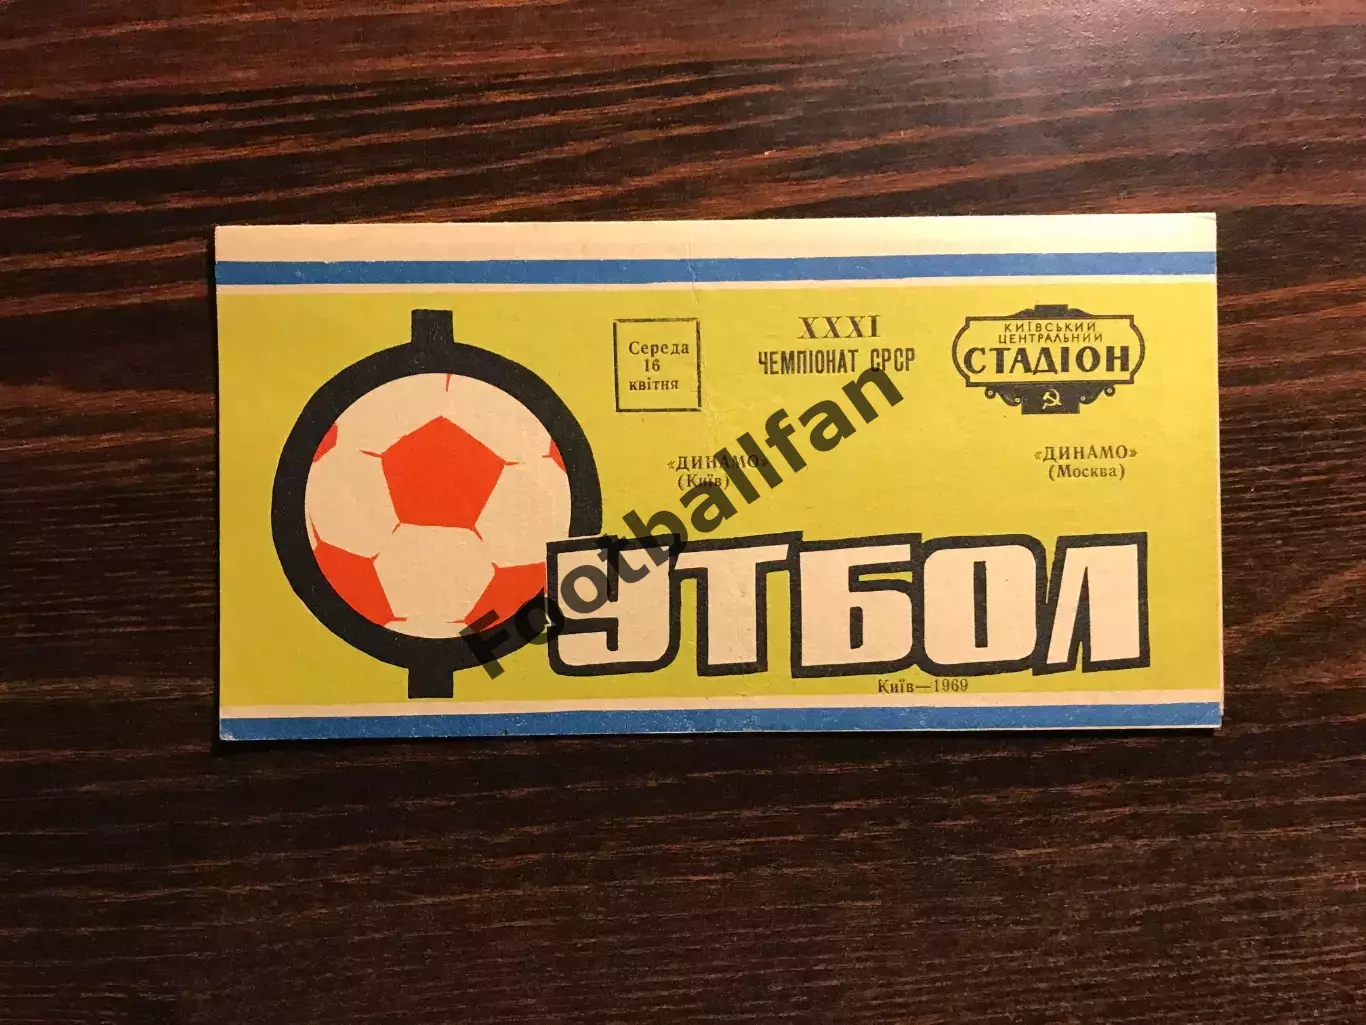 Середа
16
квітня
XXXI
ЧЕМПІОНАТ СРСР
КИЇВСЬКИЙ
ЦЕНТРАЛЬНИЙ
СТАДІОН
«ДИНАМО»
(Київ)
«ДИНАМО»
(Москва)
ФУТБОЛ
Київ—1969
Footballfan